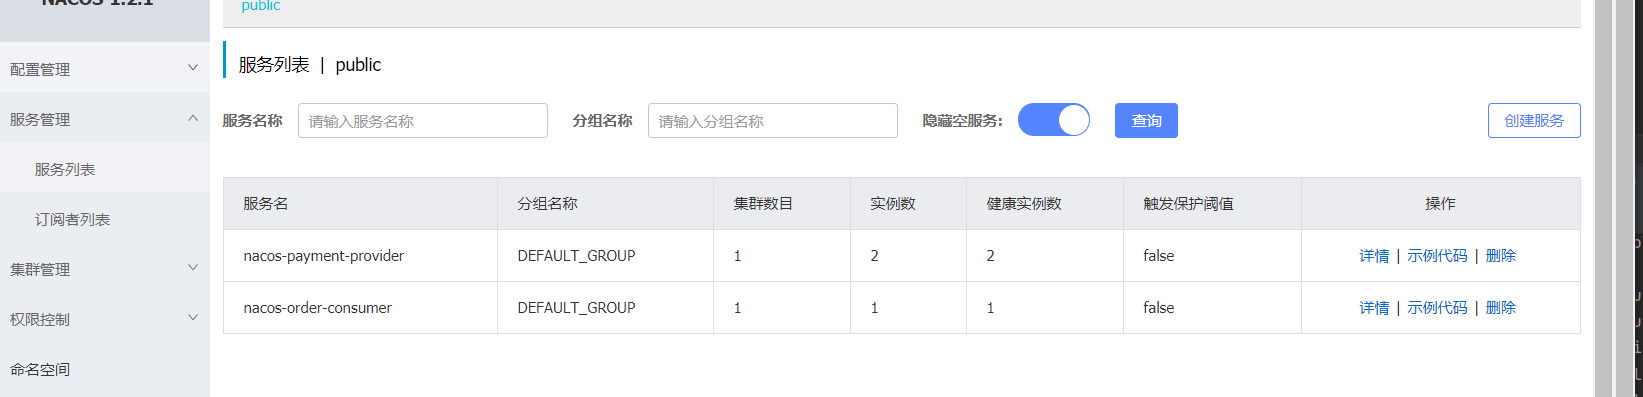 NACOS 1.2.1
public
配置管理
服务管理
服务列表
订阅者列表
集群管理
权限控制
命名空间
服务列表 | public
服务名称 请输入服务名称 分组名称 请输入分组名称 隐藏空服务: 查询 创建服务
服务名 分组名称 集群数目 实例数 健康实例数 触发保护阈值 操作
nacos-payment-provider DEFAULT_GROUP 1 2 2 false 详情 | 示例代码 | 删除
nacos-order-consumer DEFAULT_GROUP 1 1 1 false 详情 | 示例代码 | 删除